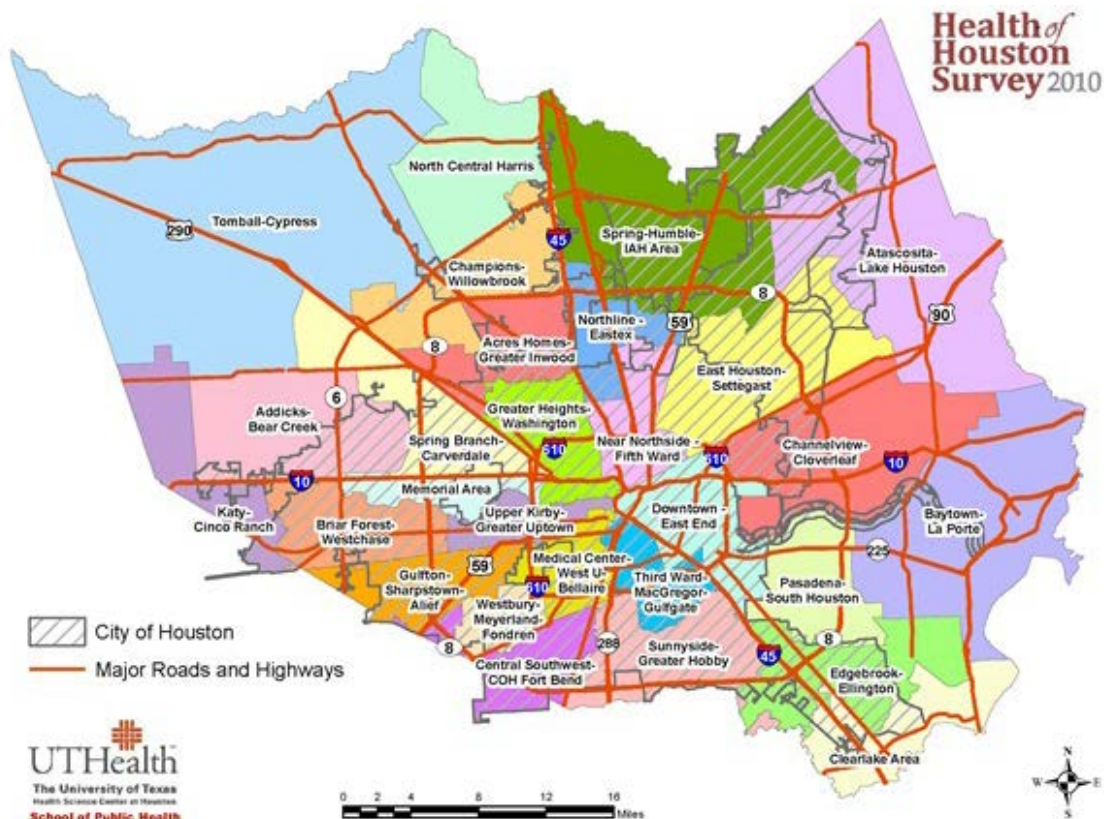 Health of
Houston
Survey 2010
North Central Harris
Tomball-Cypress
290
45
Spring-Humble-
IAH Area
Atascosita-
Lake Houston
Champions-
Willowbrook
8
90
Northline -
Eastex
59
8
Acres Homes-
Greater Inwood
East Houston-
Settegast
6
Addicks-
Bear Creek
Greater Heights-
Washington
Spring Branch-
Carverdale
610
Near Northside -
Fifth Ward
610
Channelview-
Cloverleaf
10
10
Memorial Area
Katy-
Cinco Ranch
Upper Kirby-
Greater Uptown
Downtown -
East End
Baytown-
La Porte
Briar Forest-
Westchase
225
59
Medical Center-
West U-
Bellaire
Gulfton-
Sharpstown-
Alief
610
Third Ward-
MacGregor-
Gulfgate
Pasadena-
South Houston
Westbury-
Meyerland-
Fondren
8
288
Sunnyside-
Greater Hobby
45
8
Central Southwest-
COH Fort Bend
Edgebrook-
Ellington
Clearlake Area
City of Houston
Major Roads and Highways
UTHealth
The University of Texas
Health Science Center at Houston
School of Public Health
0 2 4 8 12 16
Miles
N
W E
S